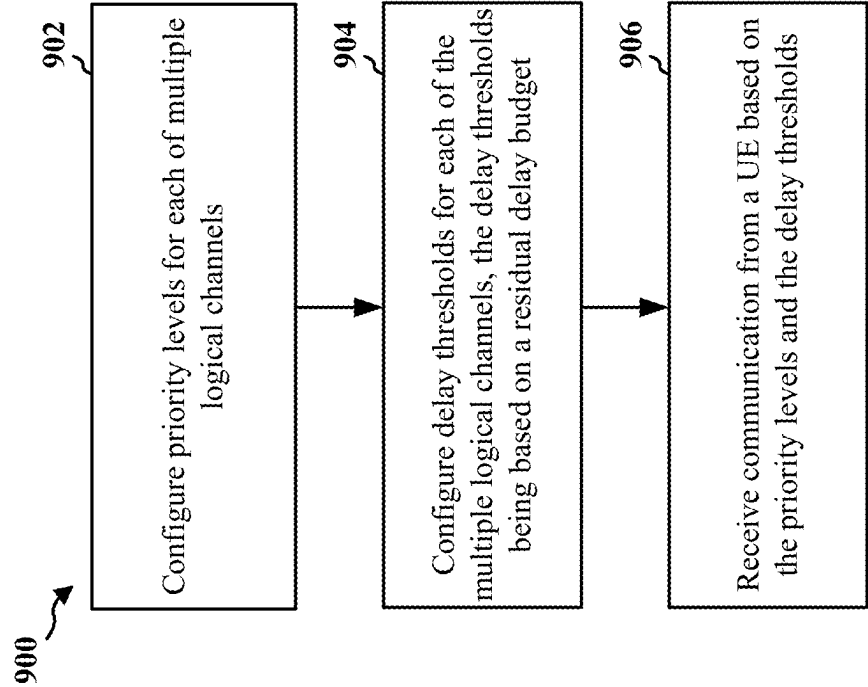 900
902
Configure priority levels for each of multiple
logical channels
904
Configure delay thresholds for each of the
multiple logical channels, the delay thresholds
being based on a residual delay budget
906
Receive communication from a UE based on
the priority levels and the delay thresholds